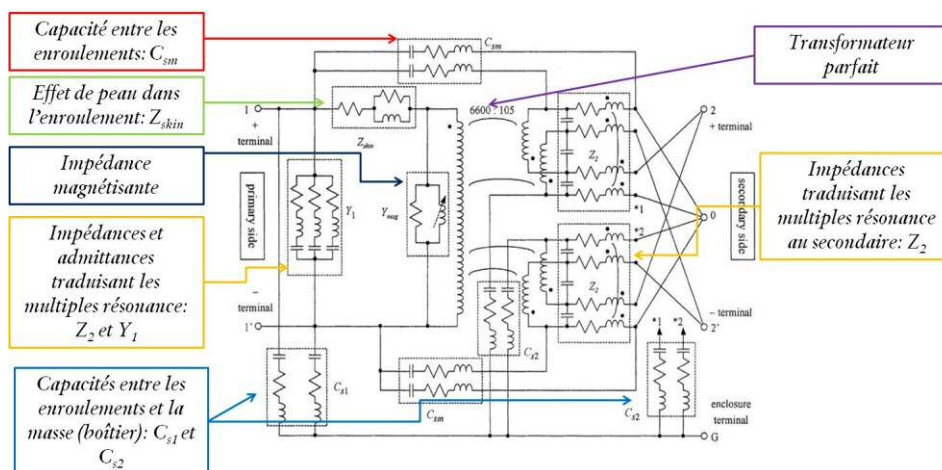 Capacité entre les
enroulements: Csm
Effet de peau dans
l'enroulement: Zskin
Impédance
magnétisante
Impédances et
admittances
traduisant les
multiples résonance:
Z2 et Y1
Capacités entre les
enroulements et la
masse (boîtier): Cs1 et
Cs2
Transformateur
parfait
Impédances
traduisant les
multiples résonance
au secondaire: Z2
Csm
6600 : 105
1
+
terminal
Zskin
primary side
Y1
Ymag
Z2
*1
*2
Z2
2
+ terminal
0
secondary side
− terminal
2'
−
terminal
1'
Cs1
Csm
Cs2
Cs2
*1
*2
enclosure
terminal
G